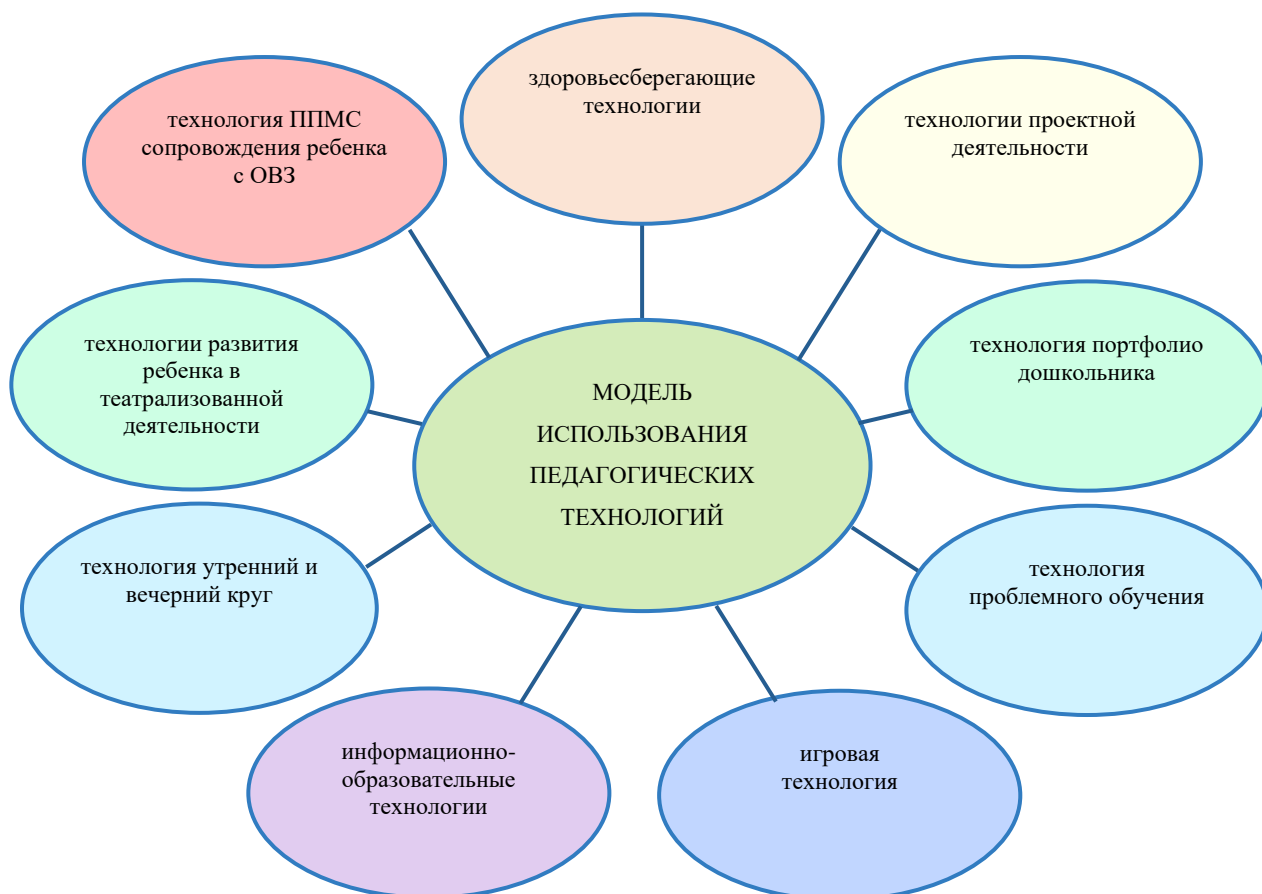 здоровьесберегающие
технологии
технология ППМС
сопровождения ребенка
с ОВЗ
технологии проектной
деятельности
технологии развития
ребенка в
театрализованной
деятельности
МОДЕЛЬ
ИСПОЛЬЗОВАНИЯ
ПЕДАГОГИЧЕСКИХ
ТЕХНОЛОГИЙ
технология портфолио
дошкольника
технология утренний и
вечерний круг
технология
проблемного обучения
информационно-
образовательные
технологии
игровая
технология